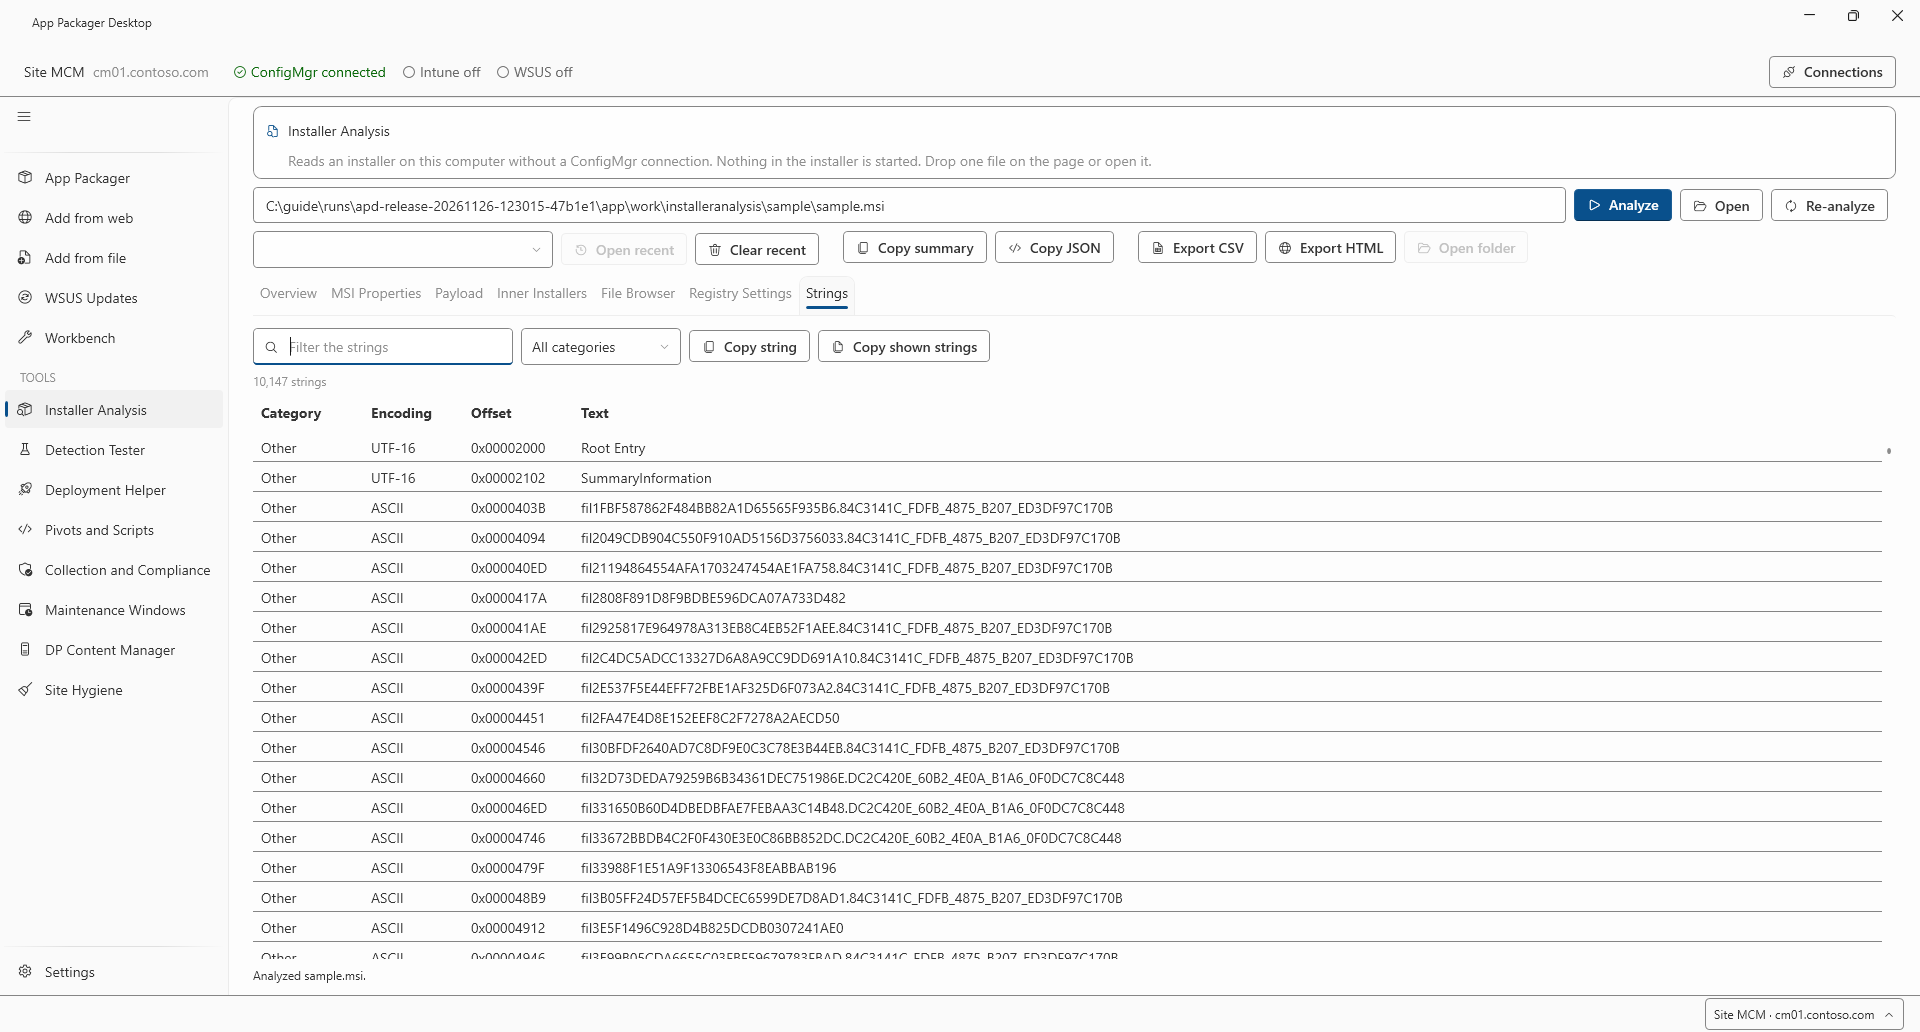 App Packager Desktop
Site MCM cm01.contoso.com ConfigMgr connected Intune off WSUS off Connections
Installer Analysis
Reads an installer on this computer without a ConfigMgr connection. Nothing in the installer is started. Drop one file on the page or open it.
App Packager
Add from web
Add from file
WSUS Updates
Workbench
TOOLS
Installer Analysis
Detection Tester
Deployment Helper
Pivots and Scripts
Collection and Compliance
Maintenance Windows
DP Content Manager
Site Hygiene
Settings
C:\guide\runs\apd-release-20261126-123015-47b1e1\app\work\installeranalysis\sample\sample.msi Analyze Open Re-analyze
Open recent Clear recent Copy summary Copy JSON Export CSV Export HTML Open folder
Overview MSI Properties Payload Inner Installers File Browser Registry Settings Strings
Filter the strings All categories Copy string Copy shown strings
10,147 strings
Category Encoding Offset Text
Other UTF-16 0x00002000 Root Entry
Other UTF-16 0x00002102 SummaryInformation
Other ASCII 0x0000403B fil1FBF587862F484BB82A1D65565F935B6.84C3141C_FDFB_4875_B207_ED3DF97C170B
Other ASCII 0x00004094 fil2049CDB904C550F910AD5156D3756033.84C3141C_FDFB_4875_B207_ED3DF97C170B
Other ASCII 0x000040ED fil21194864554AFA1703247454AE1FA758.84C3141C_FDFB_4875_B207_ED3DF97C170B
Other ASCII 0x0000417A fil2808F891D8F9BDBE596DCA07A733D482
Other ASCII 0x000041AE fil2925817E964978A313EB8C4EB52F1AEE.84C3141C_FDFB_4875_B207_ED3DF97C170B
Other ASCII 0x000042ED fil2C4DC5ADCC13327D6A8A9CC9DD691A10.84C3141C_FDFB_4875_B207_ED3DF97C170B
Other ASCII 0x0000439F fil2E537F5E44EFF72FBE1AF325D6F073A2.84C3141C_FDFB_4875_B207_ED3DF97C170B
Other ASCII 0x00004451 fil2FA47E4D8E152EEF8C2F7278A2AECD50
Other ASCII 0x00004546 fil30BFDF2640AD7C8DF9E0C3C78E3B44EB.84C3141C_FDFB_4875_B207_ED3DF97C170B
Other ASCII 0x00004660 fil32D73DEDA79259B6B34361DEC751986E.DC2C420E_60B2_4E0A_B1A6_0F0DC7C8C448
Other ASCII 0x000046ED fil331650B60D4DBEDBFAE7FEBAA3C14B48.DC2C420E_60B2_4E0A_B1A6_0F0DC7C8C448
Other ASCII 0x00004746 fil33672BBDB4C2F0F430E3E0C86BB852DC.DC2C420E_60B2_4E0A_B1A6_0F0DC7C8C448
Other ASCII 0x0000479F fil33988F1E51A9F13306543F8EABBAB196
Other ASCII 0x000048B9 fil3B05FF24D57EF5B4DCEC6599DE7D8AD1.84C3141C_FDFB_4875_B207_ED3DF97C170B
Other ASCII 0x00004912 fil3E5F1496C928D4B825DCDB0307241AE0
Other ASCII 0x00004946
Analyzed sample.msi.
Site MCM · cm01.contoso.com